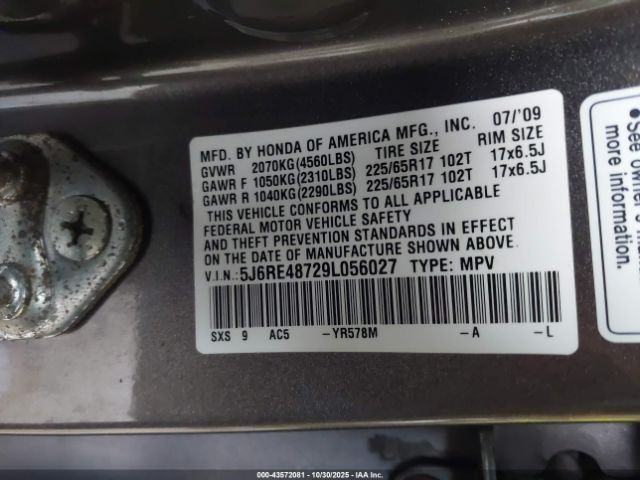 MFD. BY HONDA OF AMERICA MFG., INC. 07/'09
GVWR 2070KG(4560LBS) TIRE SIZE RIM SIZE
GAWR F 1050KG(2310LBS) 225/65R17 102T 17x6.5J
GAWR R 1040KG(2290LBS) 225/65R17 102T 17x6.5J
THIS VEHICLE CONFORMS TO ALL APPLICABLE
FEDERAL MOTOR VEHICLE SAFETY
AND THEFT PREVENTION STANDARDS IN EFFECT
ON THE DATE OF MANUFACTURE SHOWN ABOVE.
V.I.N.: 5J6RE48729L056027 TYPE: MPV
SXS 9 AC5 -YR578M -A -L
•See owner's
more information.
000-43572081 - 10/30/2025 - IAA Inc.